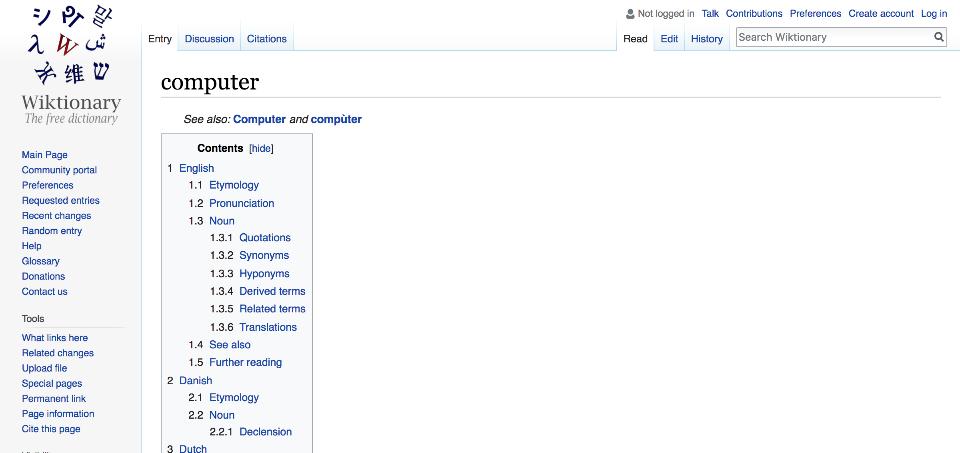 Not logged in Talk Contributions Preferences Create account Log in
Entry Discussion Citations Read Edit History Search Wiktionary
Wiktionary
The free dictionary
Main Page
Community portal
Preferences
Requested entries
Recent changes
Random entry
Help
Glossary
Donations
Contact us
Tools
What links here
Related changes
Upload file
Special pages
Permanent link
Page information
Cite this page
computer
See also: Computer and compùter
Contents [hide]
1 English
1.1 Etymology
1.2 Pronunciation
1.3 Noun
1.3.1 Quotations
1.3.2 Synonyms
1.3.3 Hyponyms
1.3.4 Derived terms
1.3.5 Related terms
1.3.6 Translations
1.4 See also
1.5 Further reading
2 Danish
2.1 Etymology
2.2 Noun
2.2.1 Declension
3 Dutch